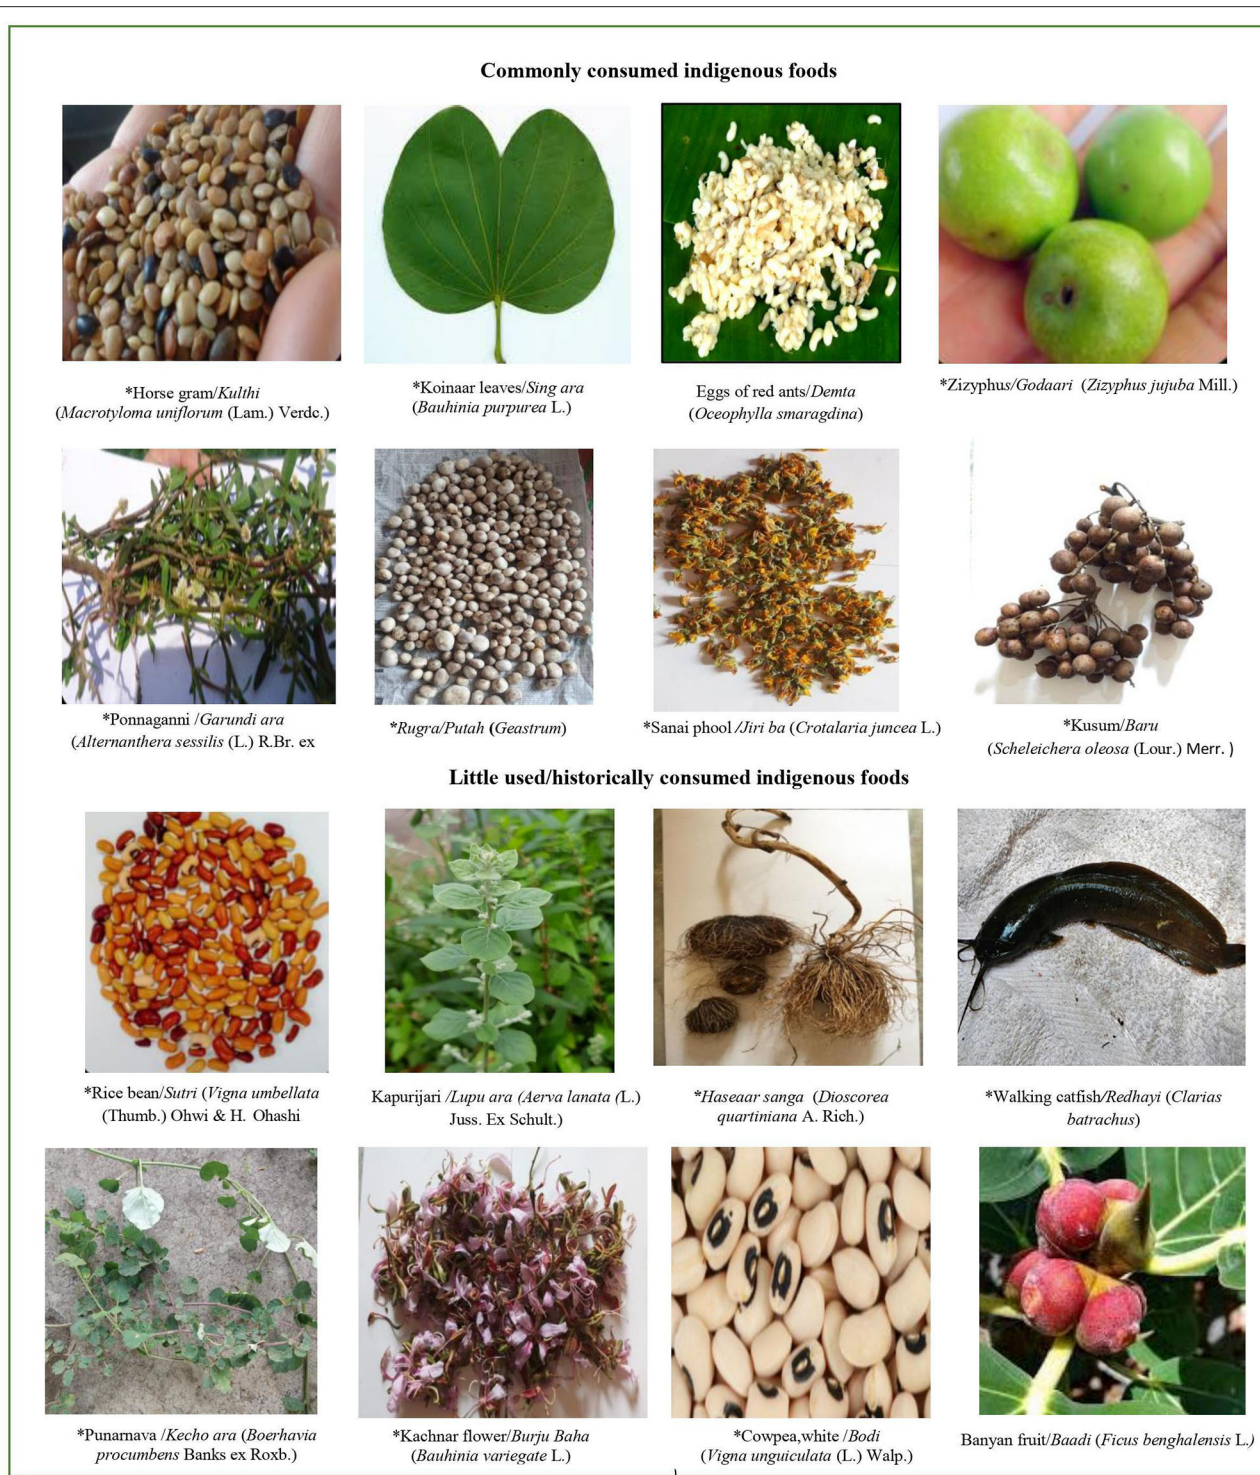 Commonly consumed indigenous foods
*Horse gram/Kulthi
(Macrotyloma uniflorum (Lam.) Verdc.)
*Koinaar leaves/Sing ara
(Bauhinia purpurea L.)
Eggs of red ants/Demta
(Oceophylla smaragdina)
*Zizyphus/Godaari (Zizyphus jujuba Mill.)
*Ponnaganni /Garundi ara
(Alternanthera sessilis (L.) R.Br. ex
*Rugra/Putah (Geastrum)
*Sanai phool /Jiri ba (Crotalaria juncea L.)
*Kusum/Baru
(Scheleichera oleosa (Lour.) Merr. )
Little used/historically consumed indigenous foods
*Rice bean/Sutri (Vigna umbellata
(Thumb.) Ohwi & H. Ohashi
Kapurijari /Lupu ara (Aerva lanata (L.)
Juss. Ex Schult.)
*Haseaar sanga (Dioscorea
quartiniana A. Rich.)
*Walking catfish/Redhayi (Clarias
batrachus)
*Punarnava /Kecho ara (Boerhavia
procumbens Banks ex Roxb.)
*Kachnar flower/Burju Baha
(Bauhinia variegate L.)
*Cowpea,white /Bodi
(Vigna unguiculata (L.) Walp.)
Banyan fruit/Baadi (Ficus benghalensis L.)
)